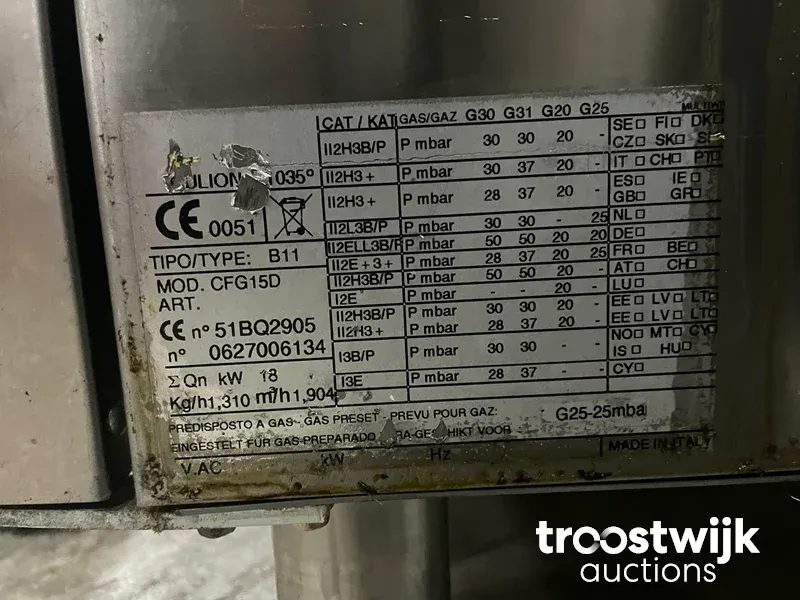 MULTIWE
CAT / KAT GAS/GAZ G30 G31 G20 G25
II2H3B/P P mbar 30 30 20 - SE FI DK
CZ SK SI
II2H3 + P mbar 30 37 20 - IT CH PT
II2H3 + P mbar 28 37 20 - ES IE
GB GR
II2L3B/P P mbar 30 30 - 25 NL
II2ELL3B/P P mbar 50 50 20 20 DE
II2E + 3 + P mbar 28 37 20 25 FR BE
II2H3B/P P mbar 50 50 20 - AT CH
I2E P mbar - - 20 - LU
II2H3B/P P mbar 30 30 20 - EE LV LT
II2H3 + P mbar 28 37 20 - EE LV LT
I3B/P P mbar 30 30 - - NO MT CY
IS HU
I3E P mbar 28 37 - - CY
035°
CE 0051
TIPO/TYPE: B11
MOD. CFG15D
ART.
CE n° 51BQ2905
n° 0627006134
Σ Qn kW 18
Kg/h 1,310 m³/h 1,904
PREDISPOSTO A GAS - GAS PRESET - PREVU POUR GAZ: G25-25mba
EINGESTELT FUR GAS-PREPARADO
V.AC kW Hz MADE IN ITALY
troostwijk
auctions